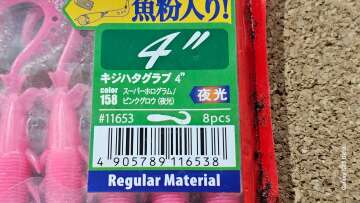 魚粉入り!
4"
キジハタグラブ 4"
color
158
スーパーホログラム/
ピンクグロウ(夜光)
夜光
#11653
8pcs
4 905789 116538
Regular Material